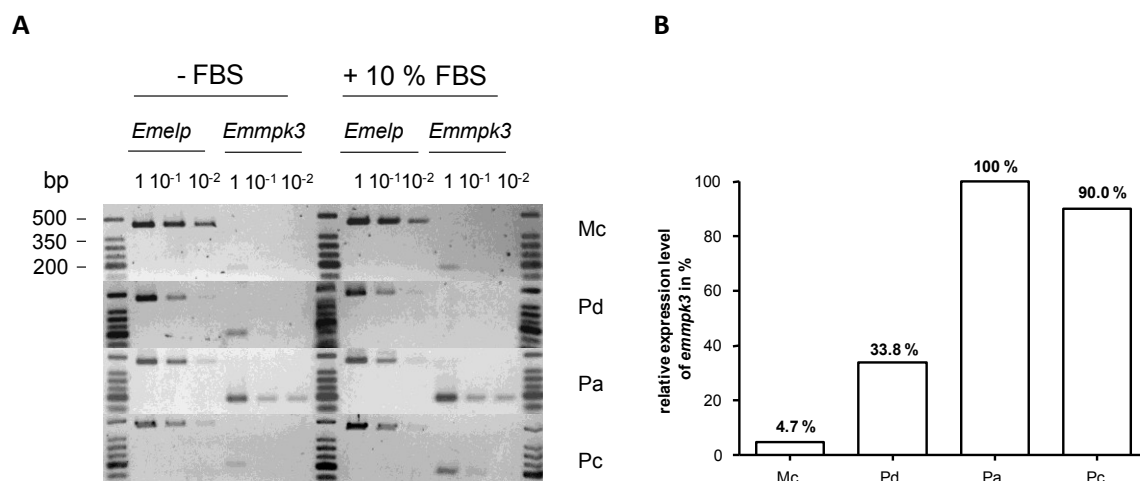 A
- FBS
+ 10 % FBS
Emelp
Emmpk3
Emelp
Emmpk3
bp
1 10-1 10-2
1 10-1 10-2
1 10-1 10-2
1 10-1 10-2
500 –
350 –
200 –
Mc
Pd
Pa
Pc
B
relative expression level
of emmpk3 in %
100
80
60
40
20
0
4.7 %
33.8 %
100 %
90.0 %
Mc
Pd
Pa
Pc